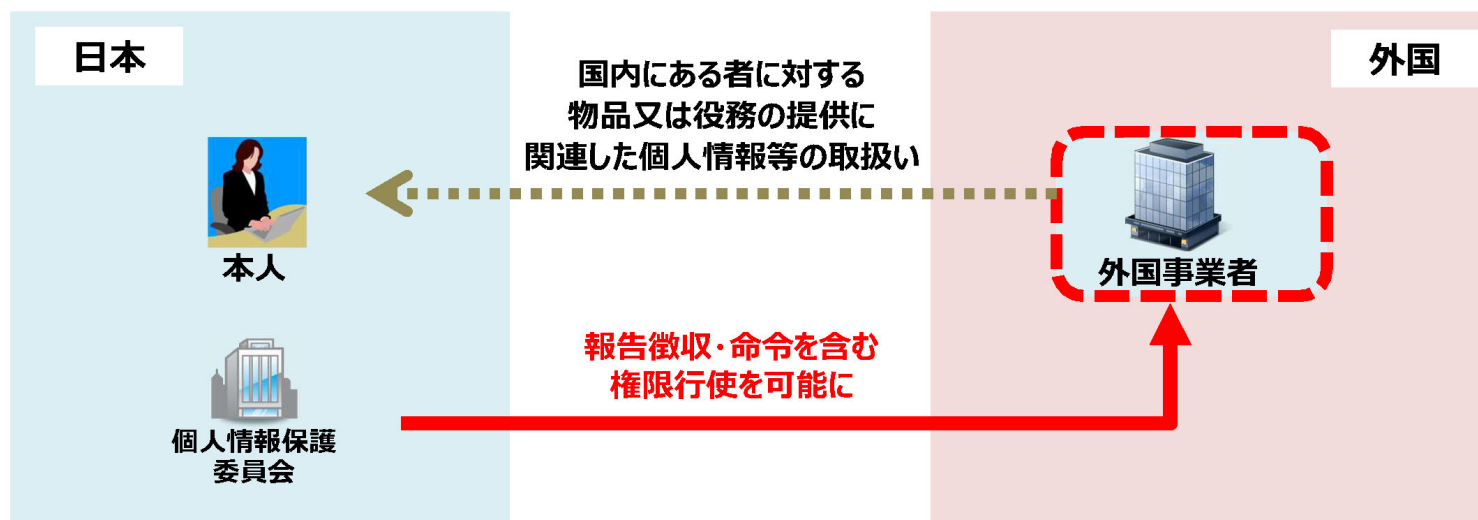 日本
外国
国内にある者に対する
物品又は役務の提供に
関連した個人情報等の取扱い
本人
外国事業者
報告徴収・命令を含む
権限行使を可能に
個人情報保護
委員会